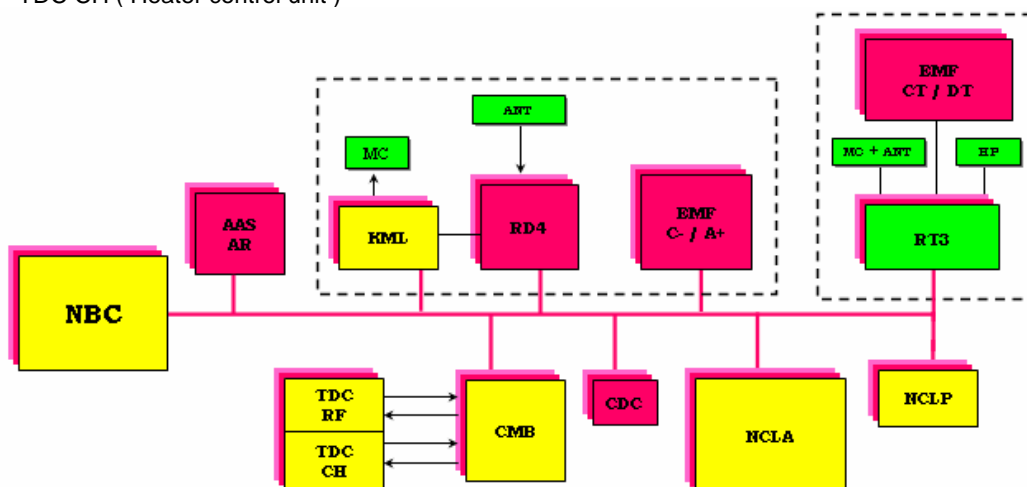 TDC CH ( Heater control unit )
EMF
CT / DT
ANT
MC
MC + ANT
HP
AAS
AR
KML
RD4
EMF
C- / A+
RT3
NBC
TDC
RF
CMB
CDC
NCLA
NCLP
TDC
CH